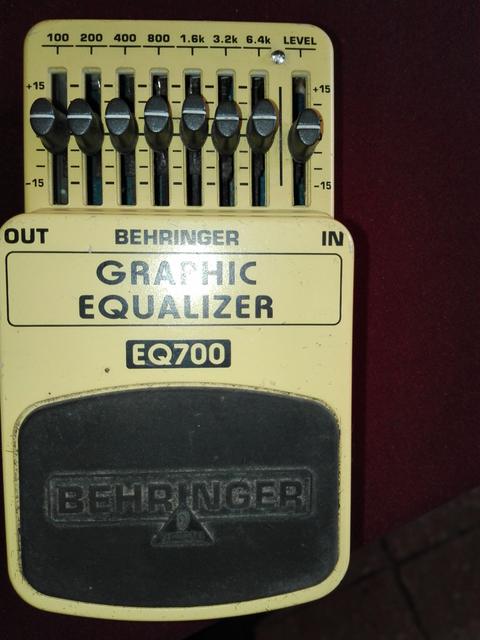 100 200 400 800 1.6k 3.2k 6.4k LEVEL
+15 +15
-15 -15
OUT BEHRINGER IN
GRAPHIC
EQUALIZER
EQ700
BEHRINGER